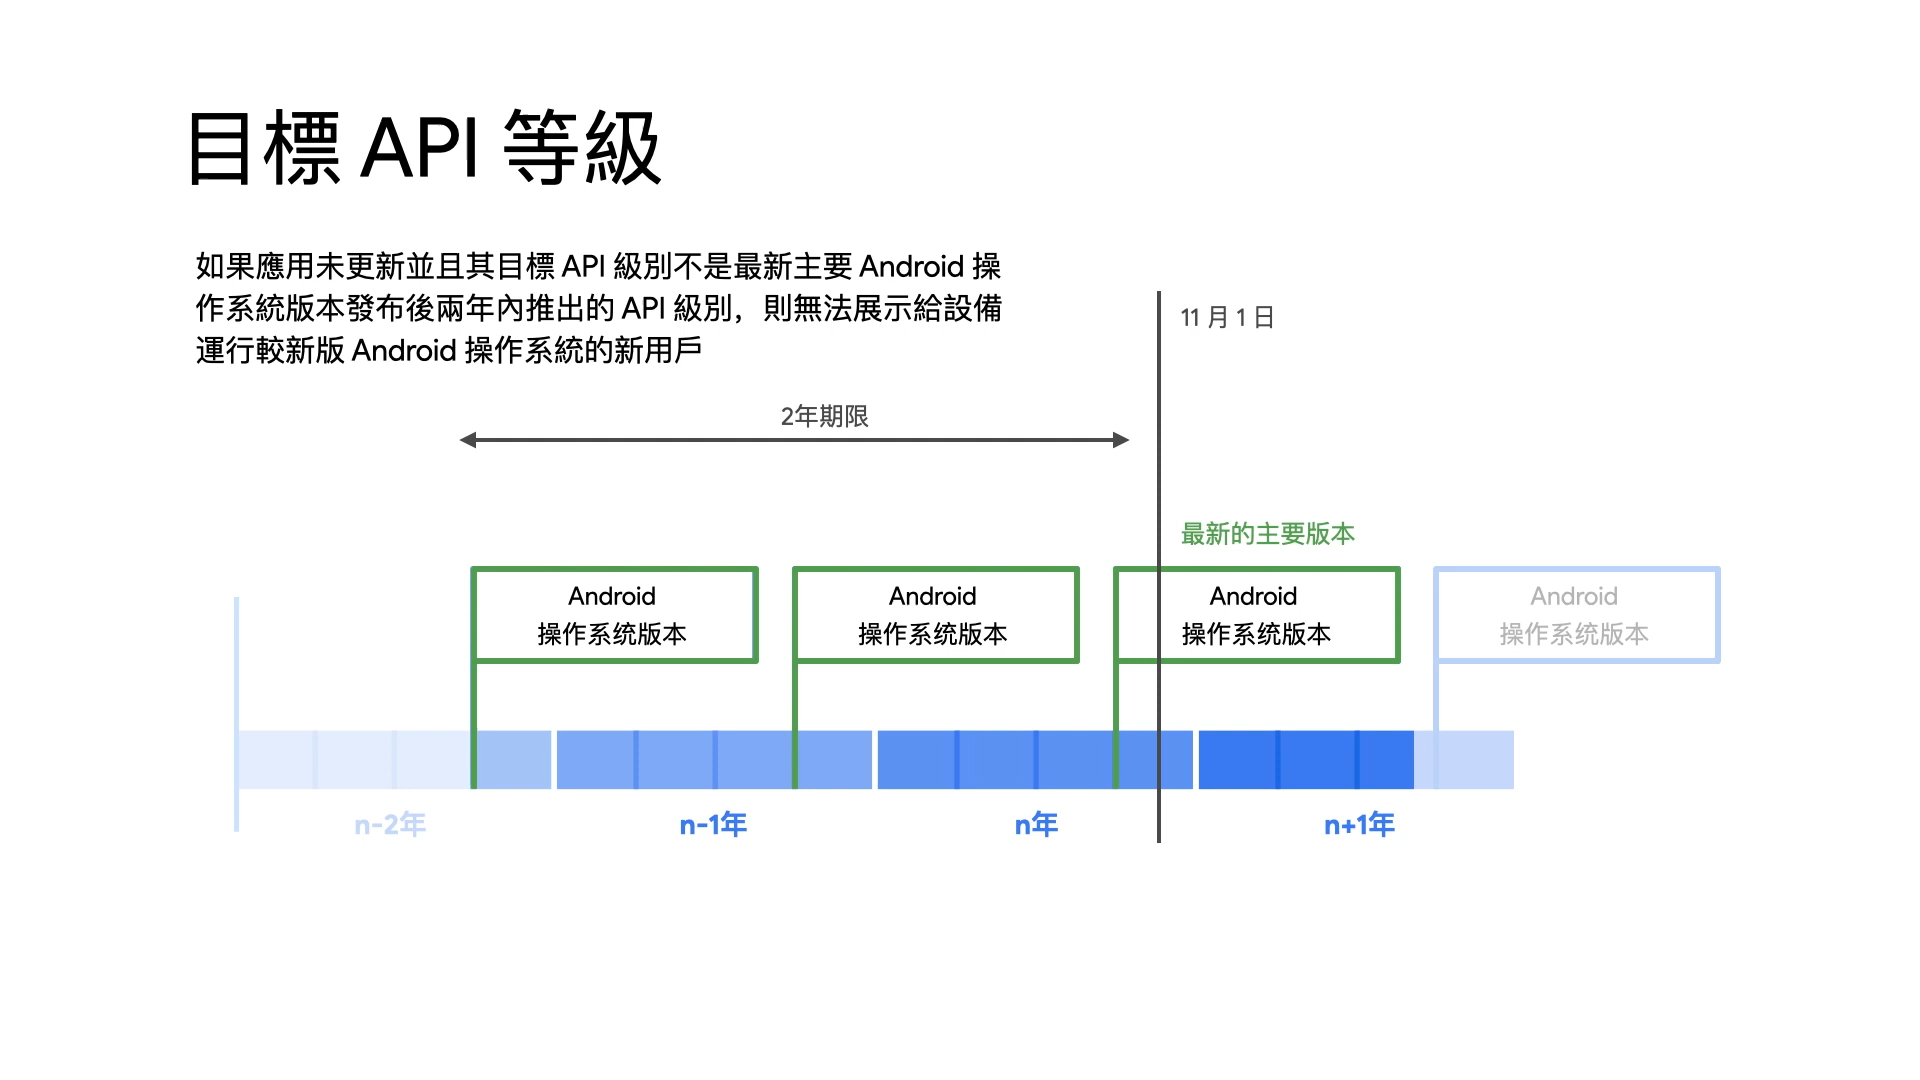 目標 API 等級
如果應用未更新並且其目標 API 級別不是最新主要 Android 操
作系統版本發布後兩年內推出的 API 級別，則無法展示給設備
運行較新版 Android 操作系統的新用戶
11 月 1 日
2年期限
最新的主要版本
Android
操作系统版本
Android
操作系统版本
Android
操作系统版本
Android
操作系统版本
n-2年
n-1年
n年
n+1年